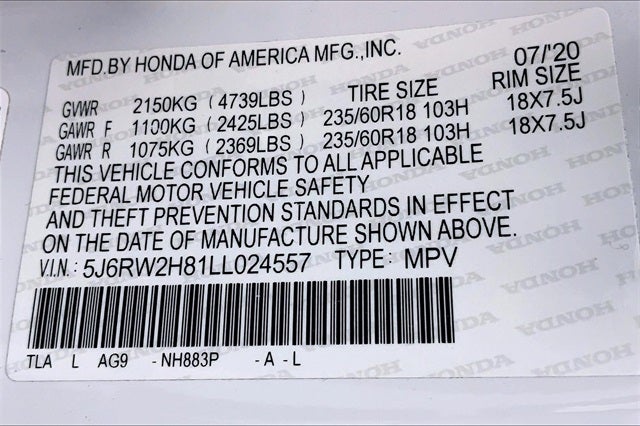 MFD.BY HONDA OF AMERICA MFG.,INC. 07/'20
GVWR 2150KG (4739LBS) TIRE SIZE RIM SIZE
GAWR F 1100KG (2425LBS) 235/60R18 103H 18X7.5J
GAWR R 1075KG (2369LBS) 235/60R18 103H 18X7.5J
THIS VEHICLE CONFORMS TO ALL APPLICABLE
FEDERAL MOTOR VEHICLE SAFETY
AND THEFT PREVENTION STANDARDS IN EFFECT
ON THE DATE OF MANUFACTURE SHOWN ABOVE.
V.I.N.: 5J6RW2H81LL024557 TYPE: MPV
TLA L AG9 -NH883P -A-L